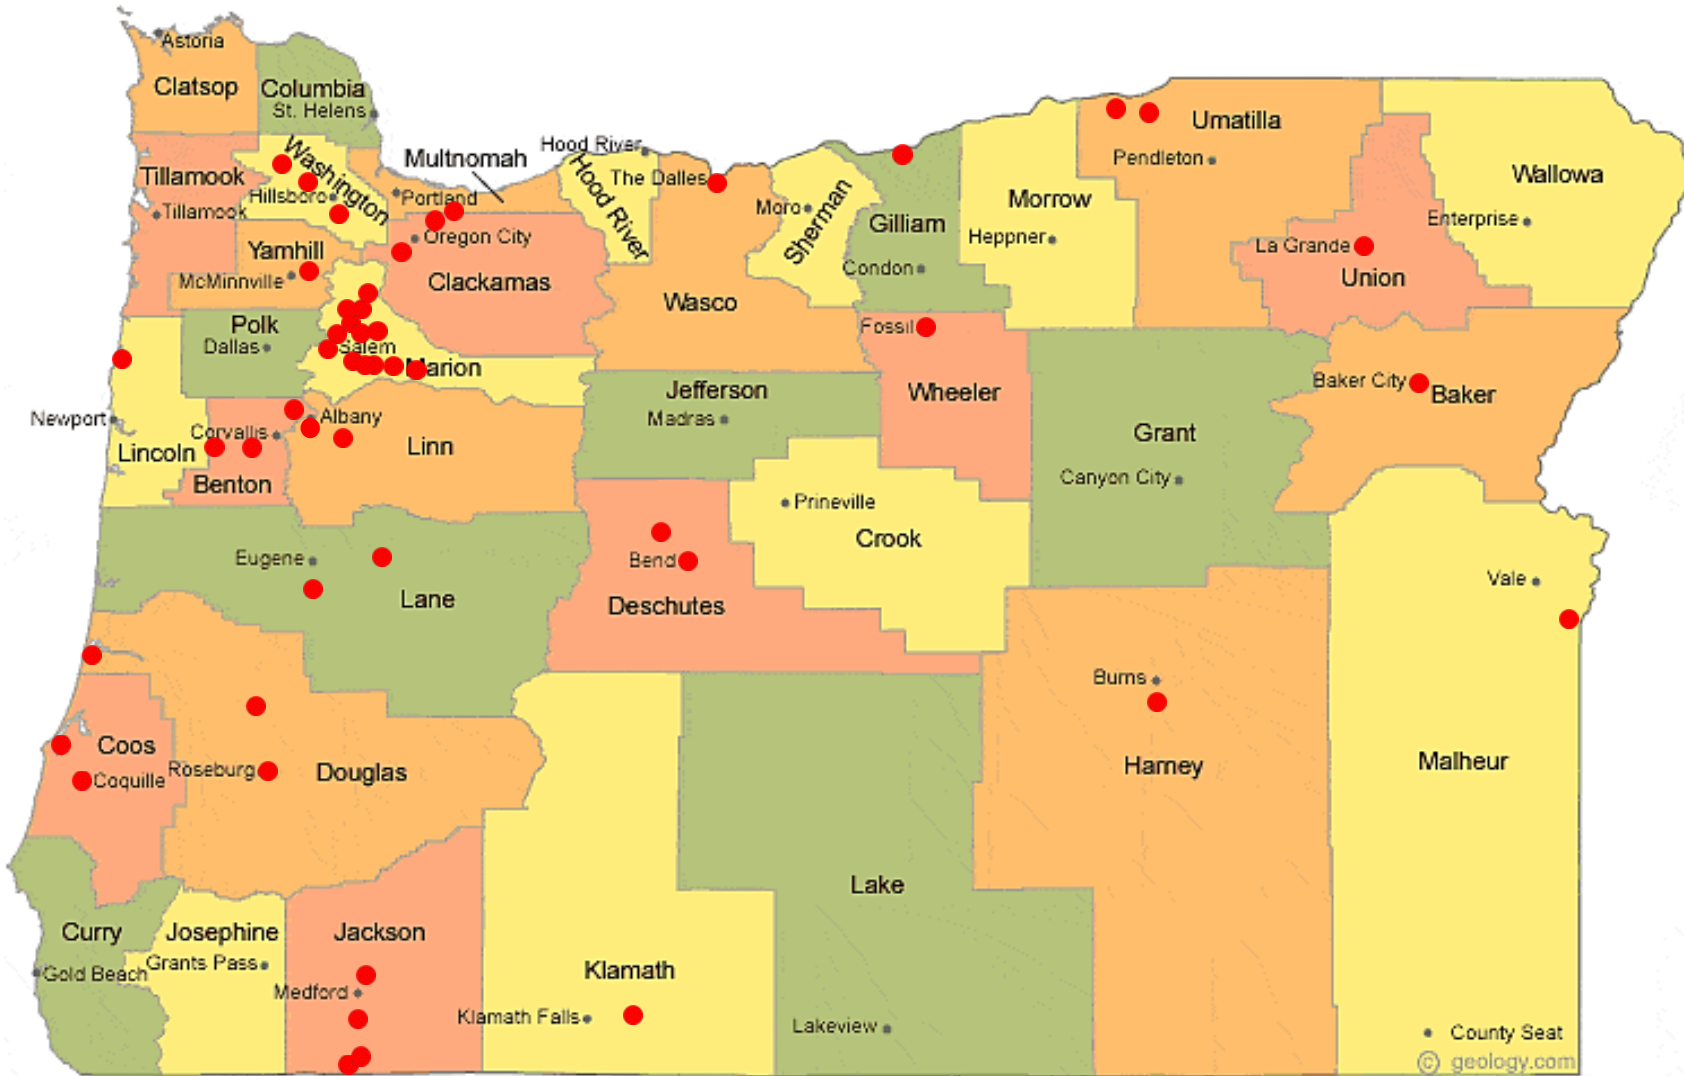 Astoria
Clatsop
Columbia
St. Helens
Washington
Hillsboro
Tillamook
Tillamook
Multnomah
Portland
Hood River
Hood River
The Dalles
Moro
Sherman
Gilliam
Condon
Morrow
Heppner
Umatilla
Pendleton
Wallowa
Enterprise
La Grande
Union
Oregon City
Clackamas
Yamhill
McMinnville
Wasco
Polk
Dallas
Salem
Marion
Fossil
Wheeler
Jefferson
Madras
Baker City
Baker
Newport
Lincoln
Corvallis
Benton
Albany
Linn
Grant
Canyon City
Prineville
Crook
Eugene
Lane
Bend
Deschutes
Vale
Burns
Harney
Malheur
Coos
Coquille
Roseburg
Douglas
Lake
Lakeview
Curry
Gold Beach
Josephine
Grants Pass
Jackson
Medford
Klamath
Klamath Falls
County Seat
© geology.com